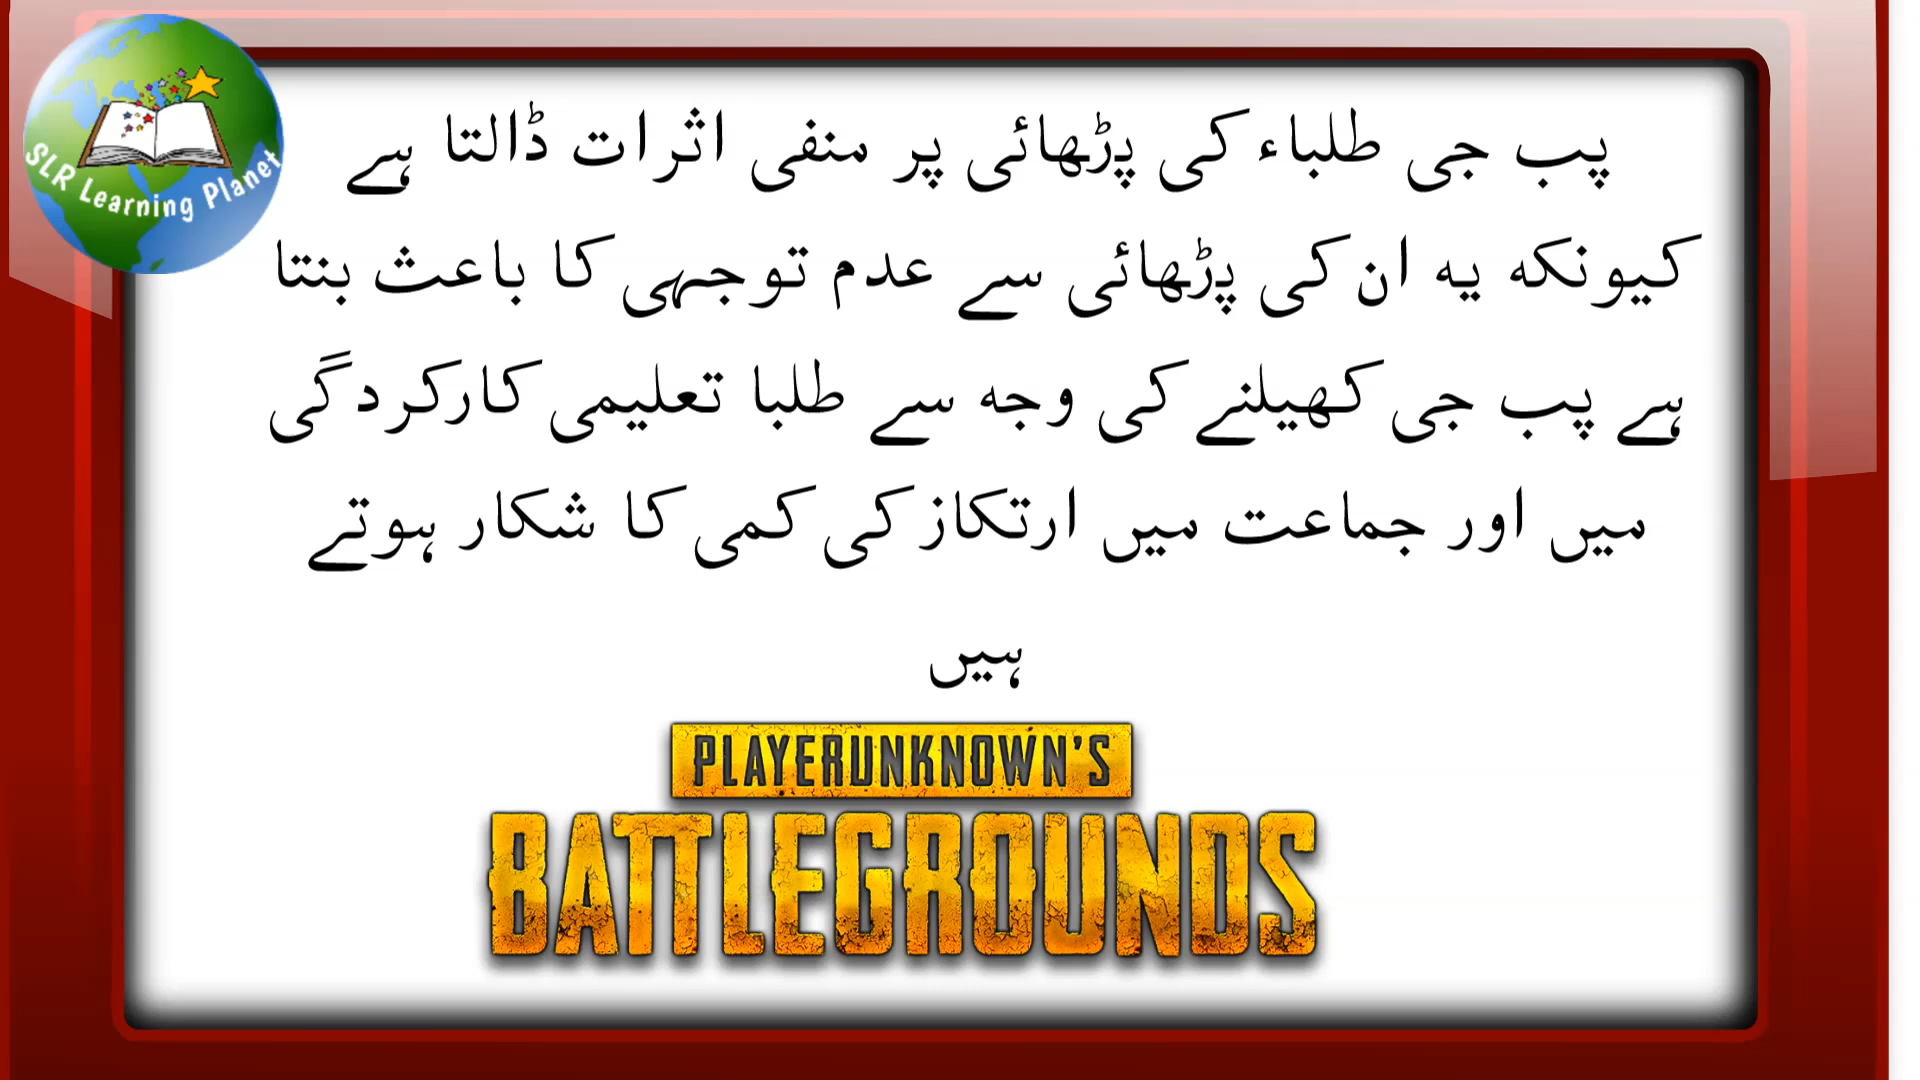 SLR Learning Planet
پب جی طلباء کی پڑھائی پر منفی اثرات ڈالتا ہے
کیونکہ یہ ان کی پڑھائی سے عدم توجہی کا باعث بنتا
ہے پب جی کھیلنے کی وجہ سے طلبا تعلیمی کارکردگی
میں اور جماعت میں ارتکاز کی کمی کا شکار ہوتے
ہیں
PLAYERUNKNOWN'S
BATTLEGROUNDS